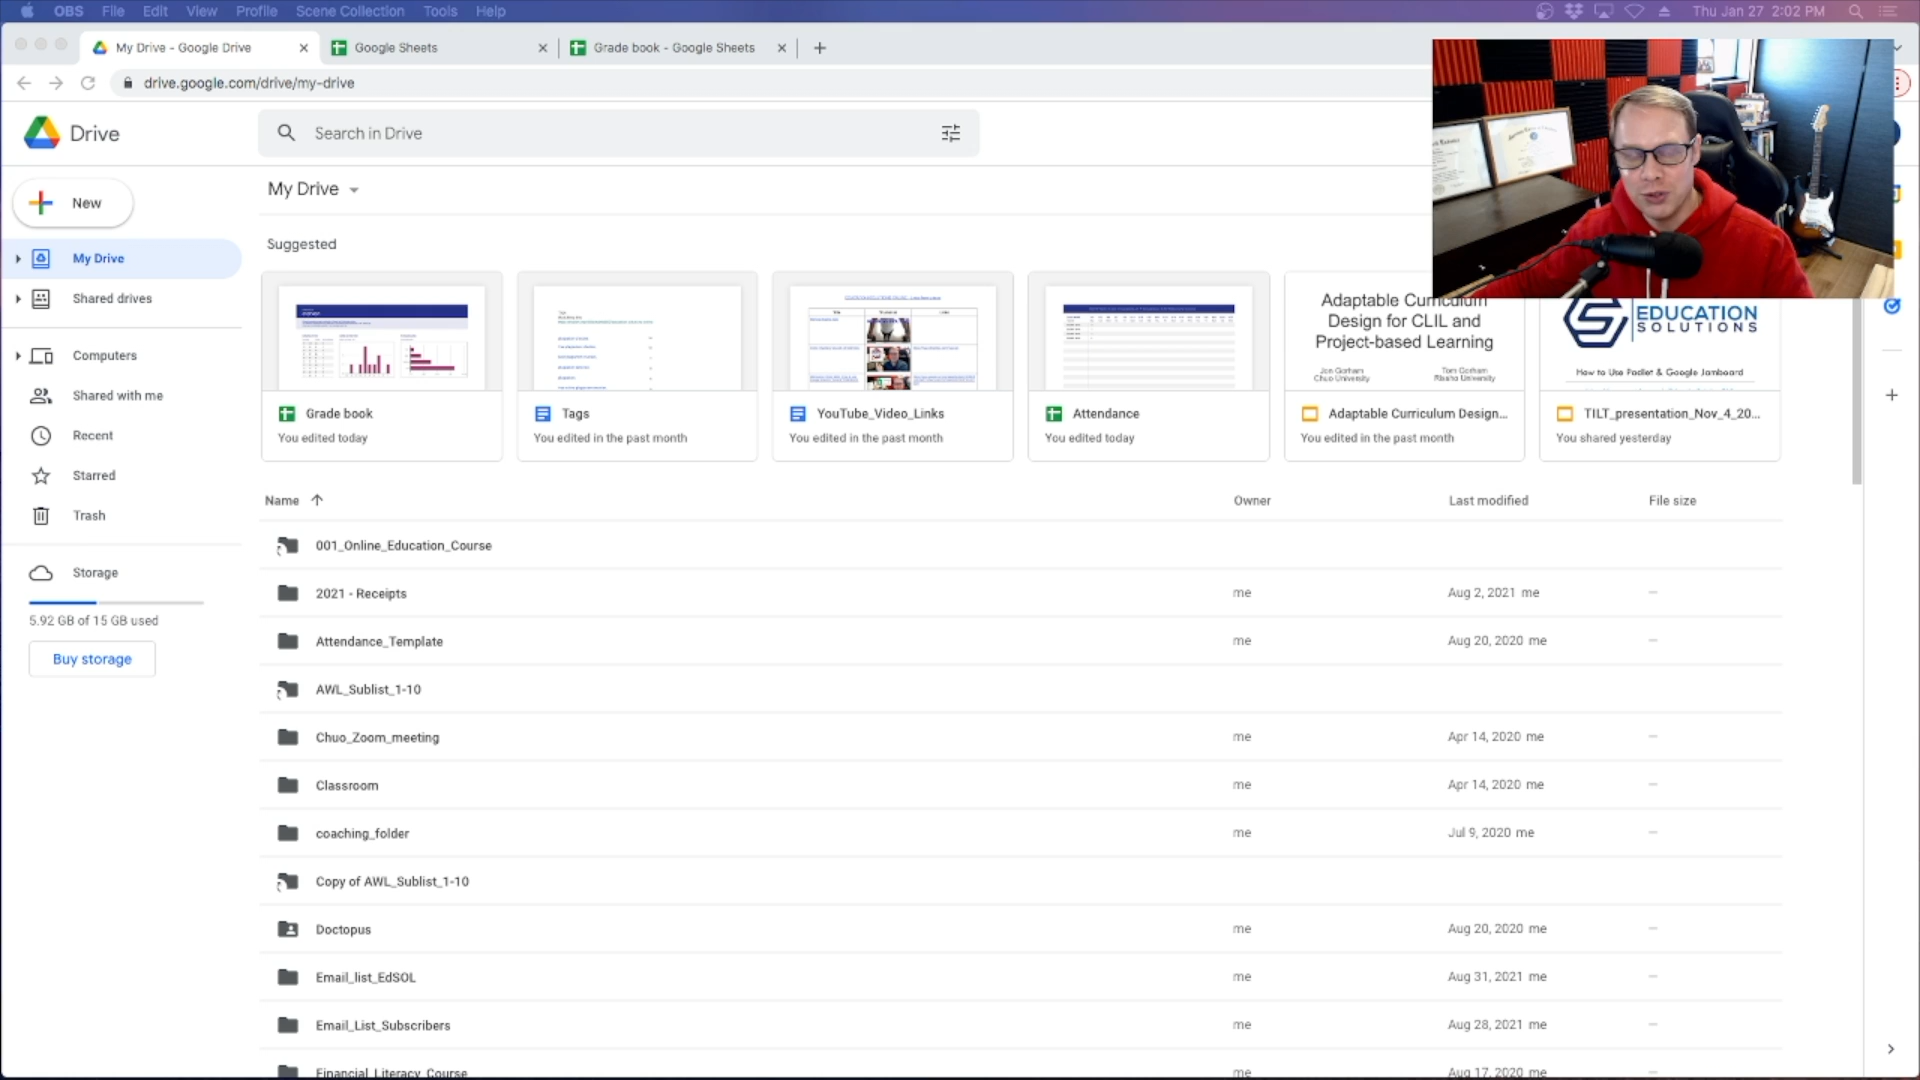 OBS File Edit View Profile Scene Collection Tools Help Thu Jan 27 2:02 PM
My Drive - Google Drive Google Sheets Grade book - Google Sheets
drive.google.com/drive/my-drive
Drive
Search in Drive
New
My Drive
Shared drives
Computers
Shared with me
Recent
Starred
Trash
Storage
5.92 GB of 15 GB used
Buy storage
My Drive
Suggested
Grade book
You edited today
Tags
You edited in the past month
YouTube_Video_Links
You edited in the past month
Attendance
You edited today
Adaptable Curriculum
Design for CLIL and
Project-based Learning
Jon Gorham
Chuo University
Tom Gorham
Rissho University
Adaptable Curriculum Design...
You edited in the past month
EDUCATION
SOLUTIONS
How to Use Padlet & Google Jamboard
TILT_presentation_Nov_4_20...
You shared yesterday
Name Owner Last modified File size
001_Online_Education_Course
2021 - Receipts me Aug 2, 2021 me –
Attendance_Template me Aug 20, 2020 me –
AWL_Sublist_1-10
Chuo_Zoom_meeting me Apr 14, 2020 me –
Classroom me Apr 14, 2020 me –
coaching_folder me Jul 9, 2020 me –
Copy of AWL_Sublist_1-10
Doctopus me Aug 20, 2020 me –
Email_list_EdSOL me Aug 31, 2021 me –
Email_List_Subscribers me Aug 28, 2021 me –
Financial_Literacy_Course me Aug 17, 2020 me –